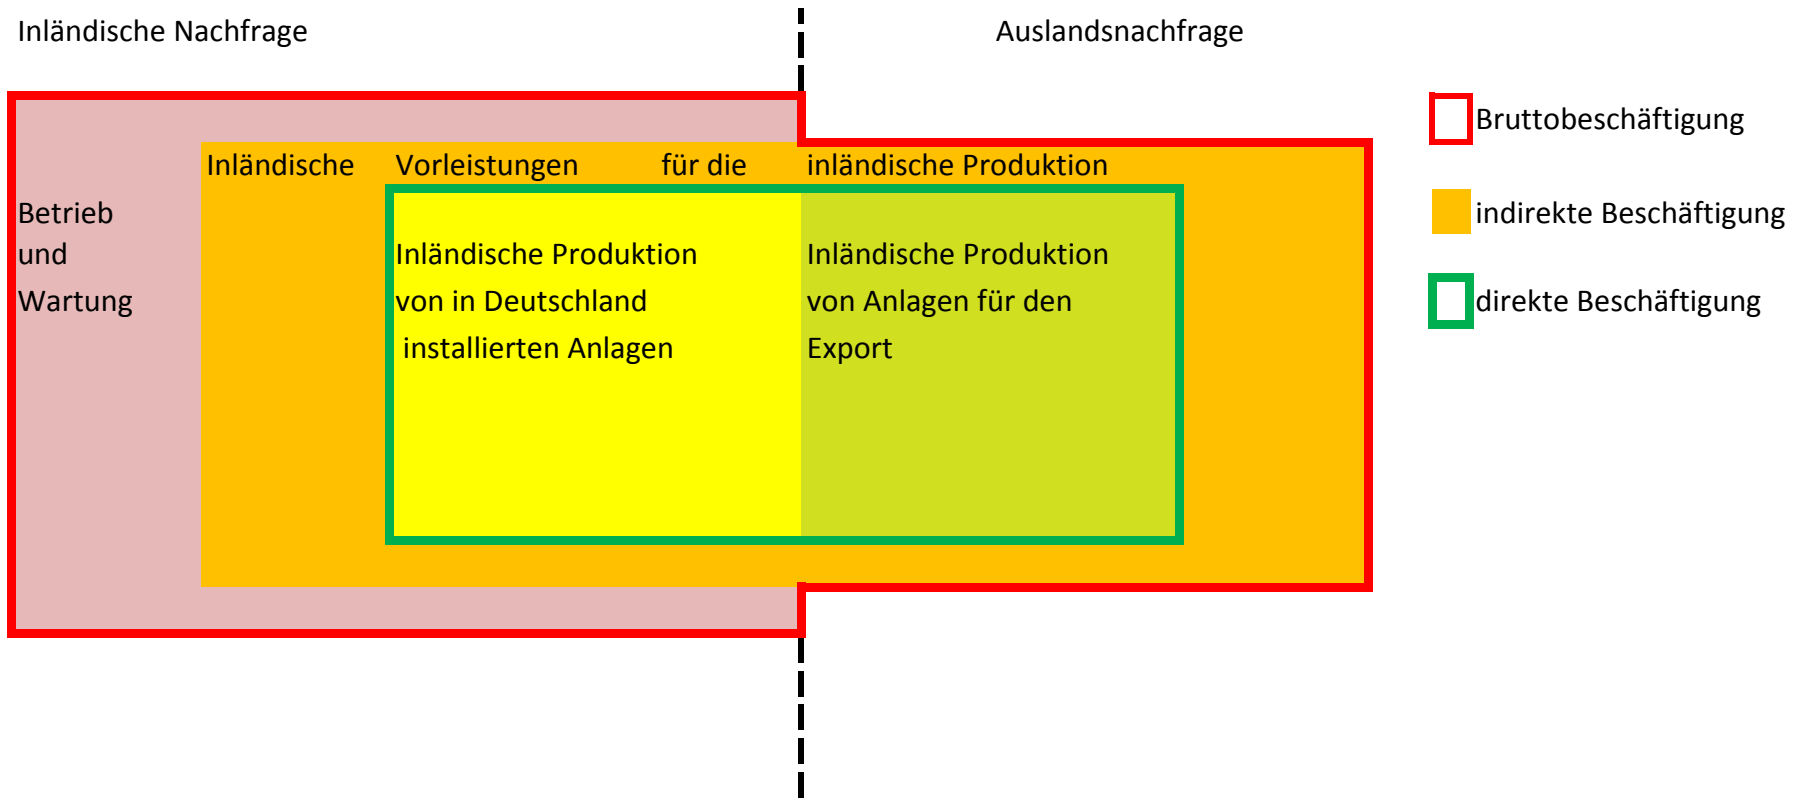 Inländische Nachfrage
Auslandsnachfrage
Inländische Vorleistungen für die inländische Produktion
Betrieb
und
Wartung
Inländische Produktion
von in Deutschland
installierten Anlagen
Inländische Produktion
von Anlagen für den
Export
Bruttobeschäftigung
indirekte Beschäftigung
direkte Beschäftigung